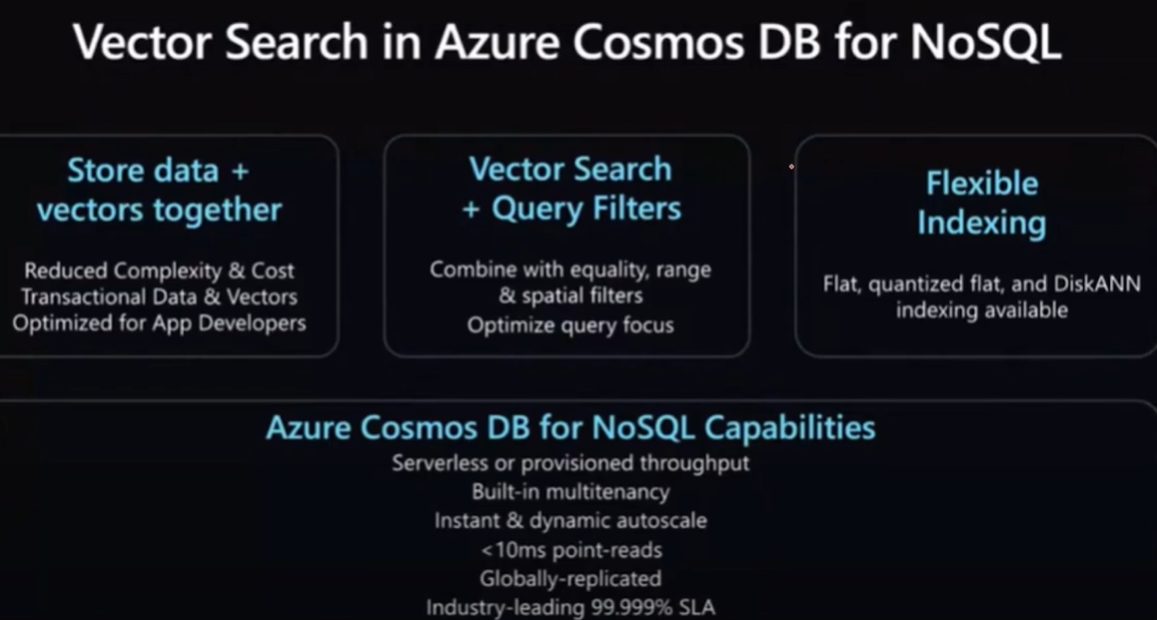 Vector Search in Azure Cosmos DB for NoSQL
Store data +
vectors together
Reduced Complexity & Cost
Transactional Data & Vectors
Optimized for App Developers
Vector Search
+ Query Filters
Combine with equality, range
& spatial filters
Optimize query focus
Flexible
Indexing
Flat, quantized flat, and DiskANN
indexing available
Azure Cosmos DB for NoSQL Capabilities
Serverless or provisioned throughput
Built-in multitenancy
Instant & dynamic autoscale
<10ms point-reads
Globally-replicated
Industry-leading 99.999% SLA